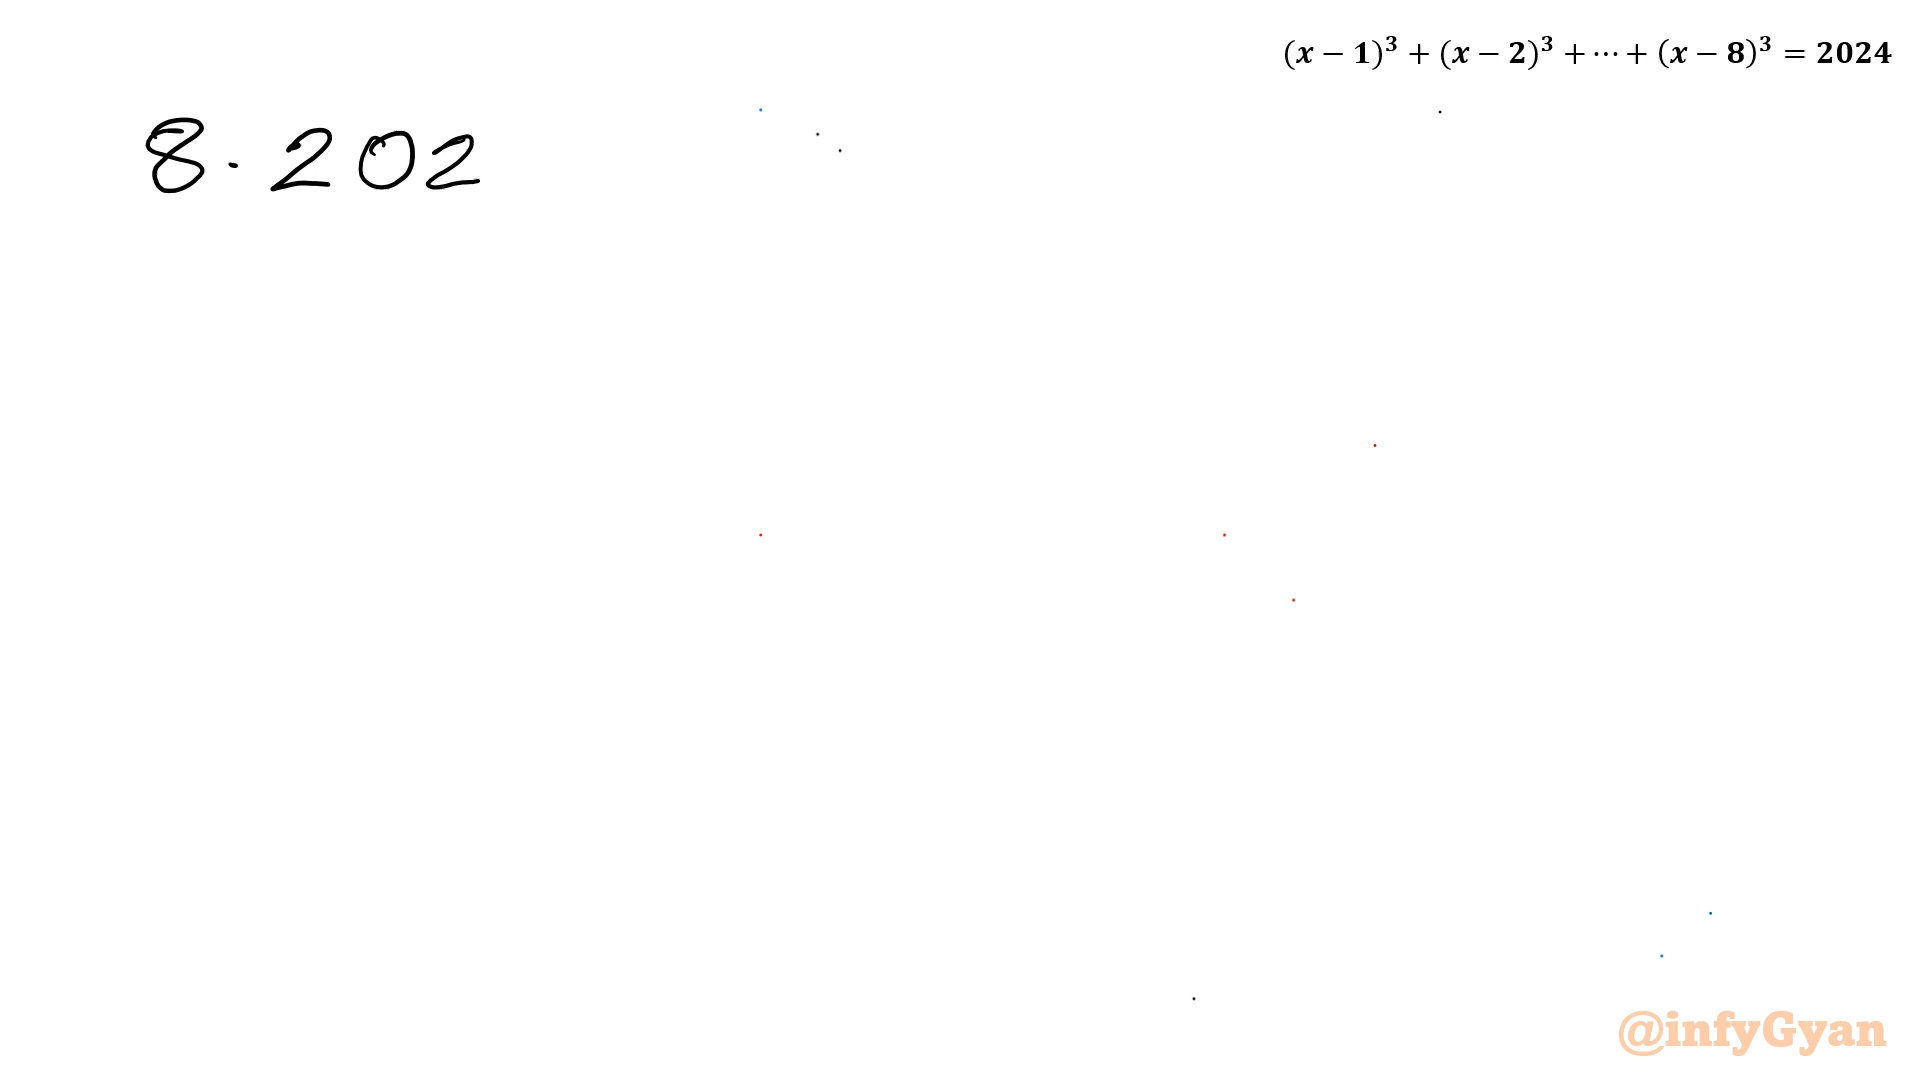 (x − 1)³ + (x − 2)³ + ⋯ + (x − 8)³ = 2024
8 · 202
@infyGyan